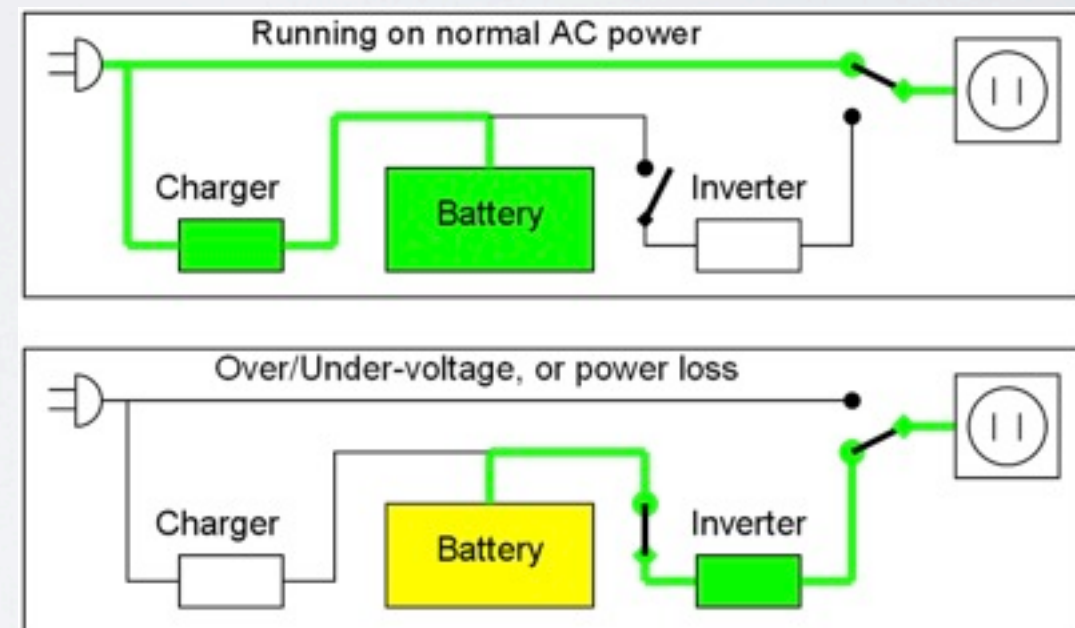 Running on normal AC power
Charger
Battery
Inverter
Over/Under-voltage, or power loss
Charger
Battery
Inverter